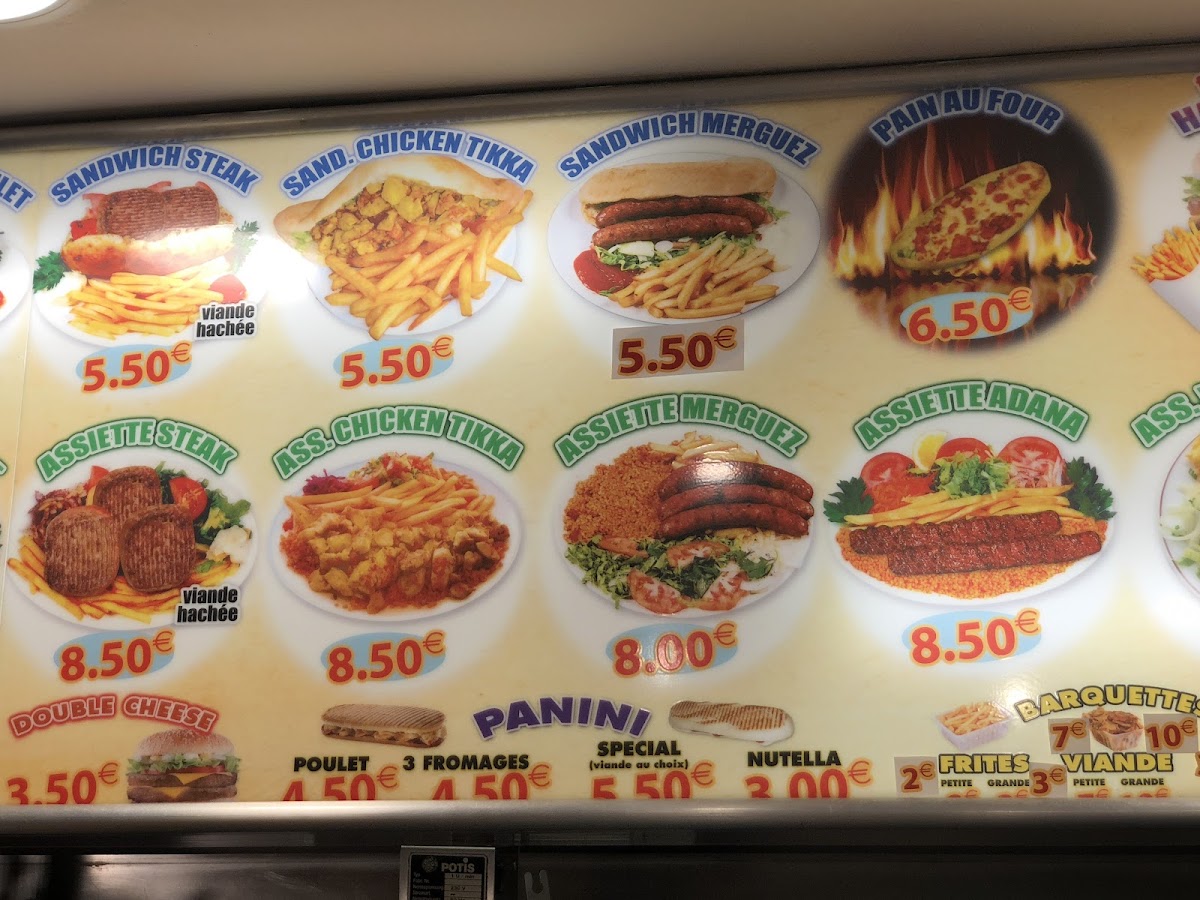 LET
SANDWICH STEAK
viande
hachée
5.50€
SAND. CHICKEN TIKKA
5.50€
SANDWICH MERGUEZ
5.50€
PAIN AU FOUR
6.50€
ASSIETTE STEAK
viande
hachée
8.50€
ASS. CHICKEN TIKKA
8.50€
ASSIETTE MERGUEZ
8.00€
ASSIETTE ADANA
8.50€
ASS.
DOUBLE CHEESE
3.50€
PANINI
POULET
4.50€
3 FROMAGES
4.50€
SPECIAL
(viande au choix)
5.50€
NUTELLA
3.00€
BARQUETTES
7€ 10€
2€ FRITES 3€ VIANDE
PETITE GRANDE PETITE GRANDE
POTIS